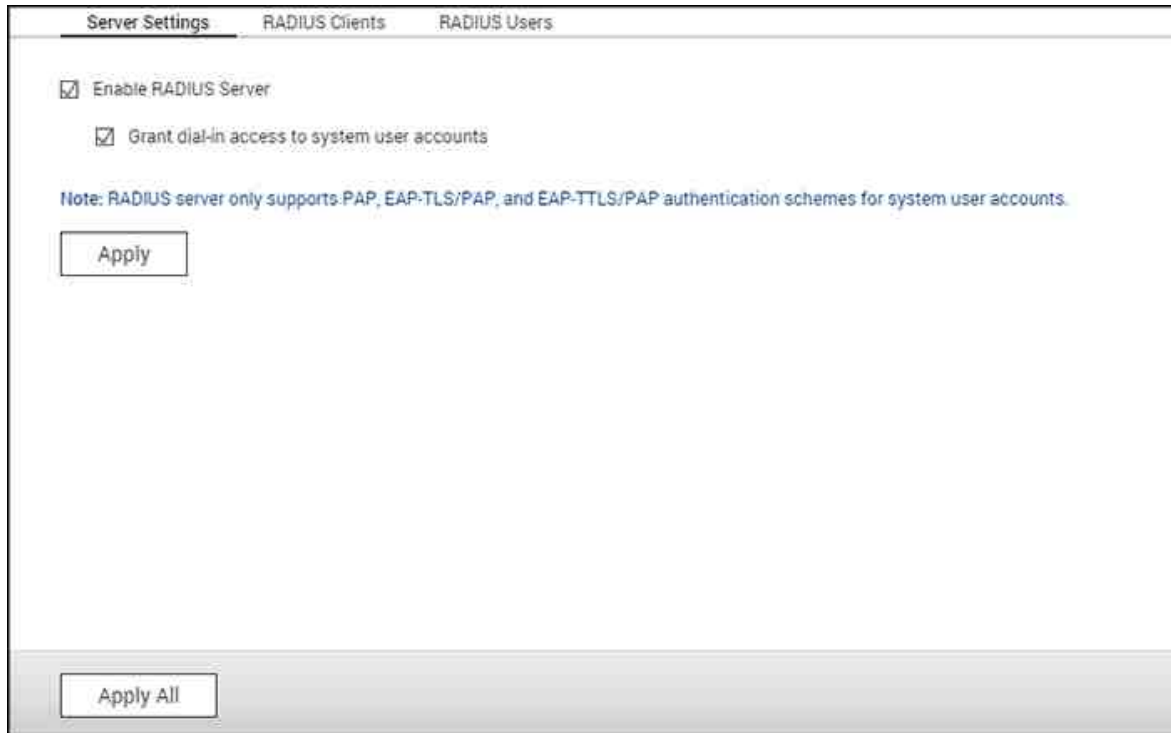 Server Settings RADIUS Clients RADIUS Users
Enable RADIUS Server
Grant dial-in access to system user accounts
Note: RADIUS server only supports PAP, EAP-TLS/PAP, and EAP-TTLS/PAP authentication schemes for system user accounts.
Apply
Apply All